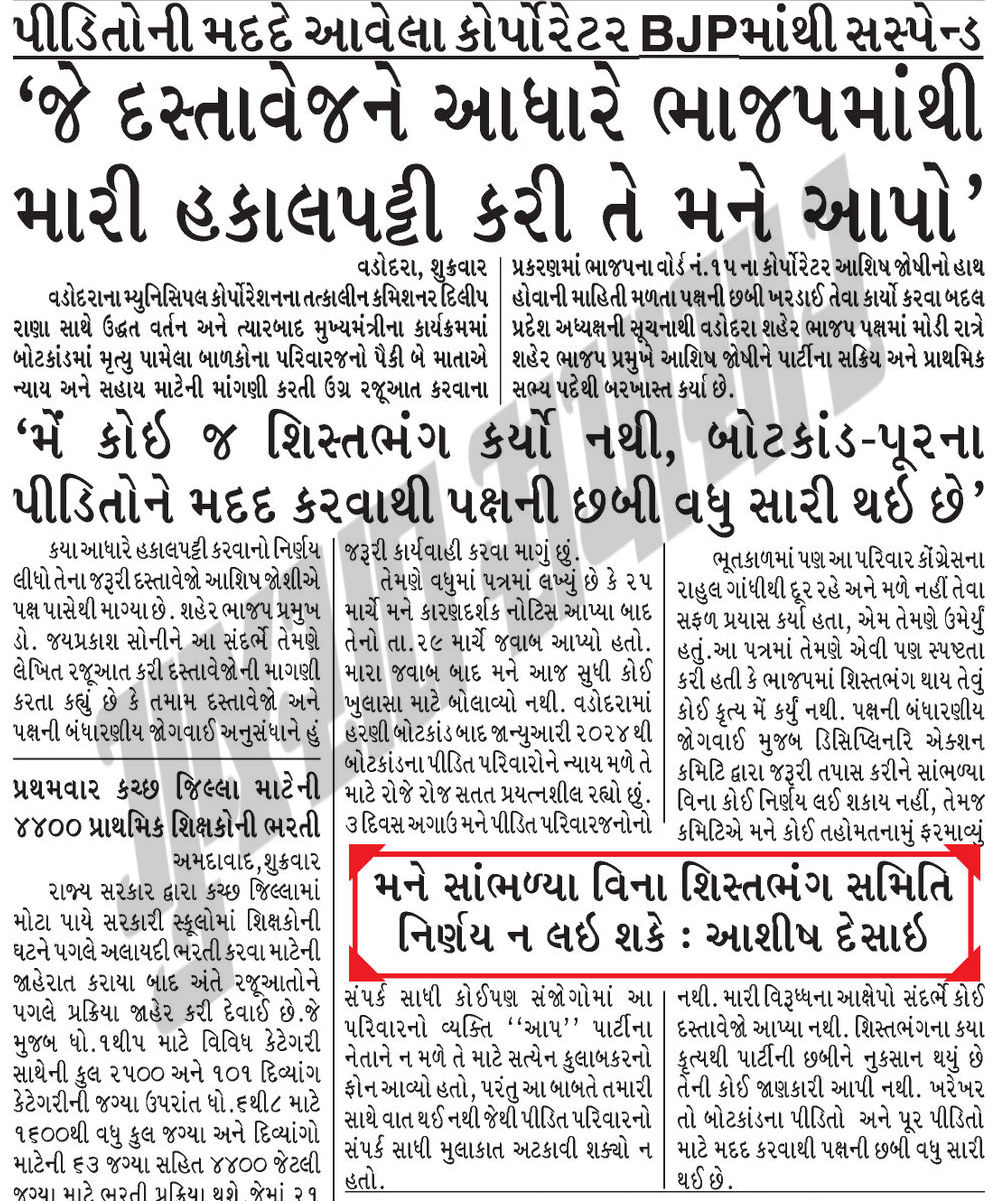 પીડિતોની મદદે આવેલા કોર્પોરેટર BJPમાંથી સસ્પેન્ડ
‘જે દસ્તાવેજને આધારે ભાજપમાંથી
મારી હકાલપટ્ટી કરી તે મને આપો’
વડોદરા, શુક્રવાર
વડોદરાના મ્યુનિસિપલ કોર્પોરેશનના તત્કાલીન કમિશનર દિલીપ
રાણા સાથે ઉદ્ધત વર્તન અને ત્યારબાદ મુખ્યમંત્રીના કાર્યક્રમમાં
બોટકાંડમાં મૃત્યુ પામેલા બાળકોના પરિવારજનો પૈકી બે માતાએ
ન્યાય અને સહાય માટેની માંગણી કરતી ઉગ્ર રજૂઆત કરવાના
પ્રકરણમાં ભાજપના વોર્ડ નં.૧૫ ના કોર્પોરેટર આશિષ જોષીનો હાથ
હોવાની માહિતી મળતા પક્ષની છબી ખરડાઈ તેવા કાર્યો કરવા બદલ
પ્રદેશ અધ્યક્ષની સૂચનાથી વડોદરા શહેર ભાજપ પક્ષમાં મોડી રાત્રે
શહેર ભાજપ પ્રમુખે આશિષ જોષીને પાર્ટીના સક્રિય અને પ્રાથમિક
સભ્ય પદેથી બરખાસ્ત કર્યા છે.
‘મેં કોઇ જ શિસ્તભંગ કર્યો નથી, બોટકાંડ-પૂરના
પીડિતોને મદદ કરવાથી પક્ષની છબી વધુ સારી થઇ છે’
કયા આધારે હકાલપટ્ટી કરવાનો નિર્ણય
લીધો તેના જરૂરી દસ્તાવેજો આશિષ જોશીએ
પક્ષ પાસેથી માગ્યા છે. શહેર ભાજપ પ્રમુખ
ડો. જયપ્રકાશ સોનીને આ સંદર્ભે તેમણે
લેખિત રજૂઆત કરી દસ્તાવેજોની માગણી
કરતા કહ્યું છે કે તમામ દસ્તાવેજો અને
પક્ષની બંધારણીય જોગવાઈ અનુસંધાને હું
જરૂરી કાર્યવાહી કરવા માગું છું.
તેમણે વધુમાં પત્રમાં લખ્યું છે કે ૨૫
માર્ચે મને કારણદર્શક નોટિસ આપ્યા બાદ
તેનો તા.૨૯ માર્ચે જવાબ આપ્યો હતો.
મારા જવાબ બાદ મને આજ સુધી કોઈ
ખુલાસા માટે બોલાવ્યો નથી. વડોદરામાં
હરણી બોટકાંડ બાદ જાન્યુઆરી ૨૦૨૪થી
બોટકાંડના પીડિત પરિવારોને ન્યાય મળે તે
માટે રોજે રોજ સતત પ્રયત્નશીલ રહ્યો છું.
૩ દિવસ અગાઉ મને પીડિત પરિવારજનોનો
ભૂતકાળમાં પણ આ પરિવાર કોંગ્રેસના
રાહુલ ગાંધીથી દૂર રહે અને મળે નહીં તેવા
સફળ પ્રયાસ કર્યા હતા, એમ તેમણે ઉમેર્યું
હતું.આ પત્રમાં તેમણે એવી પણ સ્પષ્ટતા
કરી હતી કે ભાજપમાં શિસ્તભંગ થાય તેવું
કોઈ કૃત્ય મેં કર્યું નથી. પક્ષની બંધારણીય
જોગવાઈ મુજબ ડિસિપ્લિનરિ એક્શન
કમિટિ દ્વારા જરૂરી તપાસ કરીને સાંભળ્યા
વિના કોઈ નિર્ણય લઈ શકાય નહીં, તેમજ
કમિટિએ મને કોઈ તહોમતનામું ફરમાવ્યું
મને સાંભળ્યા વિના શિસ્તભંગ સમિતિ
નિર્ણય ન લઇ શકે : આશીષ દેસાઇ
સંપર્ક સાધી કોઈપણ સંજોગોમાં આ
પરિવારનો વ્યક્તિ ‘‘આપ’’ પાર્ટીના
નેતાને ન મળે તે માટે સત્યેન કુલાબકરનો
ફોન આવ્યો હતો, પરંતુ આ બાબતે તમારી
સાથે વાત થઈ નથી જેથી પીડિત પરિવારનો
સંપર્ક સાધી મુલાકાત અટકાવી શક્યો ન
હતો.
નથી. મારી વિરૂધ્ધના આક્ષેપો સંદર્ભે કોઈ
દસ્તાવેજો આપ્યા નથી. શિસ્તભંગના કયા
કૃત્યથી પાર્ટીની છબીને નુકસાન થયું છે
તેની કોઈ જાણકારી આપી નથી. ખરેખર
તો બોટકાંડના પીડિતો અને પૂર પીડિતો
માટે મદદ કરવાથી પક્ષની છબી વધુ સારી
થઈ છે.
પ્રથમવાર કચ્છ જિલ્લા માટેની
૪૪૦૦ પ્રાથમિક શિક્ષકોની ભરતી
અમદાવાદ,શુક્રવાર
રાજ્ય સરકાર દ્વારા કચ્છ જિલ્લામાં
મોટા પાયે સરકારી સ્કૂલોમાં શિક્ષકોની
ઘટને પગલે અલાયદી ભરતી કરવા માટેની
જાહેરાત કરાયા બાદ અંતે રજૂઆતોને
પગલે પ્રક્રિયા જાહેર કરી દેવાઈ છે.જે
મુજબ ધો.૧થી૫ માટે વિવિધ કેટેગરી
સાથેની કુલ ૨૫૦૦ અને ૧૦૧ દિવ્યાંગ
કેટેગરીની જગ્યા ઉપરાંત ધો.૬થી૮ માટે
૧૬૦૦થી વધુ કુલ જગ્યા અને દિવ્યાંગો
માટેની ૬૩ જગ્યા સહિત ૪૪૦૦ જેટલી
જગ્યા માટે ભરતી પ્રક્રિયા થશે.જેમાં ૨૧
ગુજરાત સમાચાર